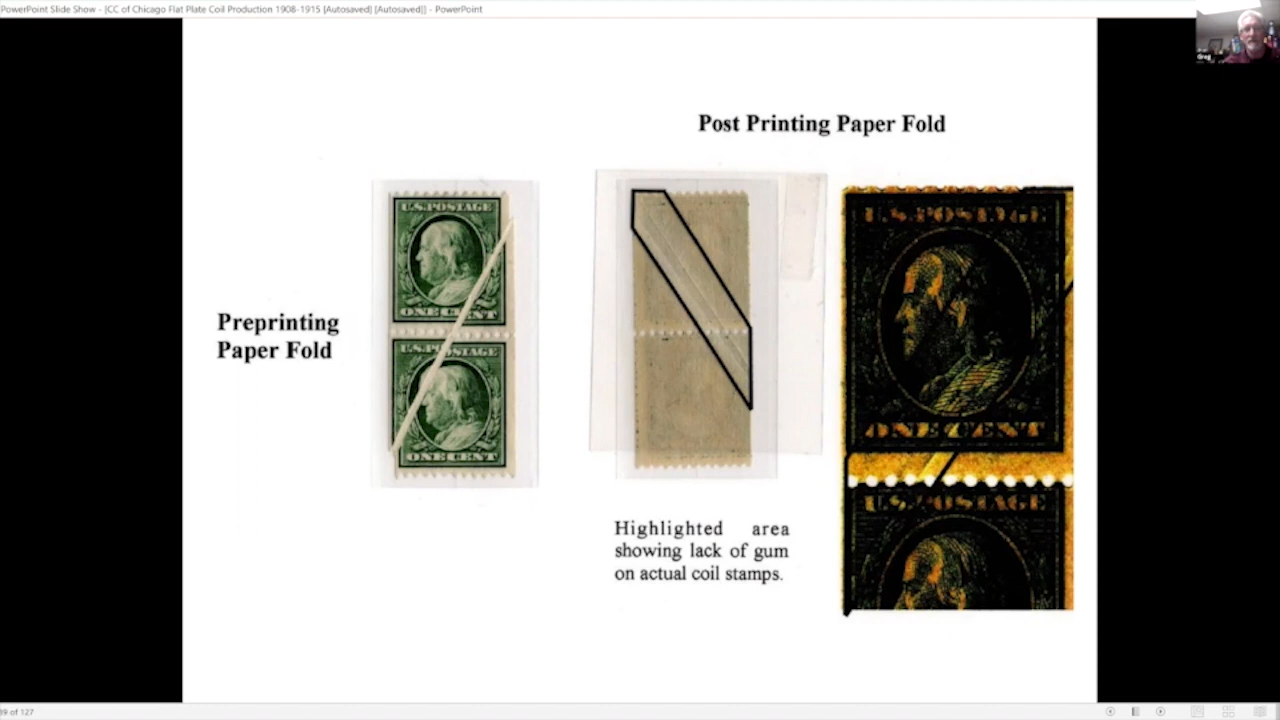 PowerPoint Slide Show - [CC of Chicago Flat Plate Coil Production 1908-1915 [Autosaved] [Autosaved]] - PowerPoint
Greg
Post Printing Paper Fold
Preprinting
Paper Fold
U.S. POSTAGE
ONE CENT
U.S. POSTAGE
ONE CENT
U.S. POSTAGE
ONE CENT
U.S. POSTAGE
Highlighted area
showing lack of gum
on actual coil stamps.
89 of 127